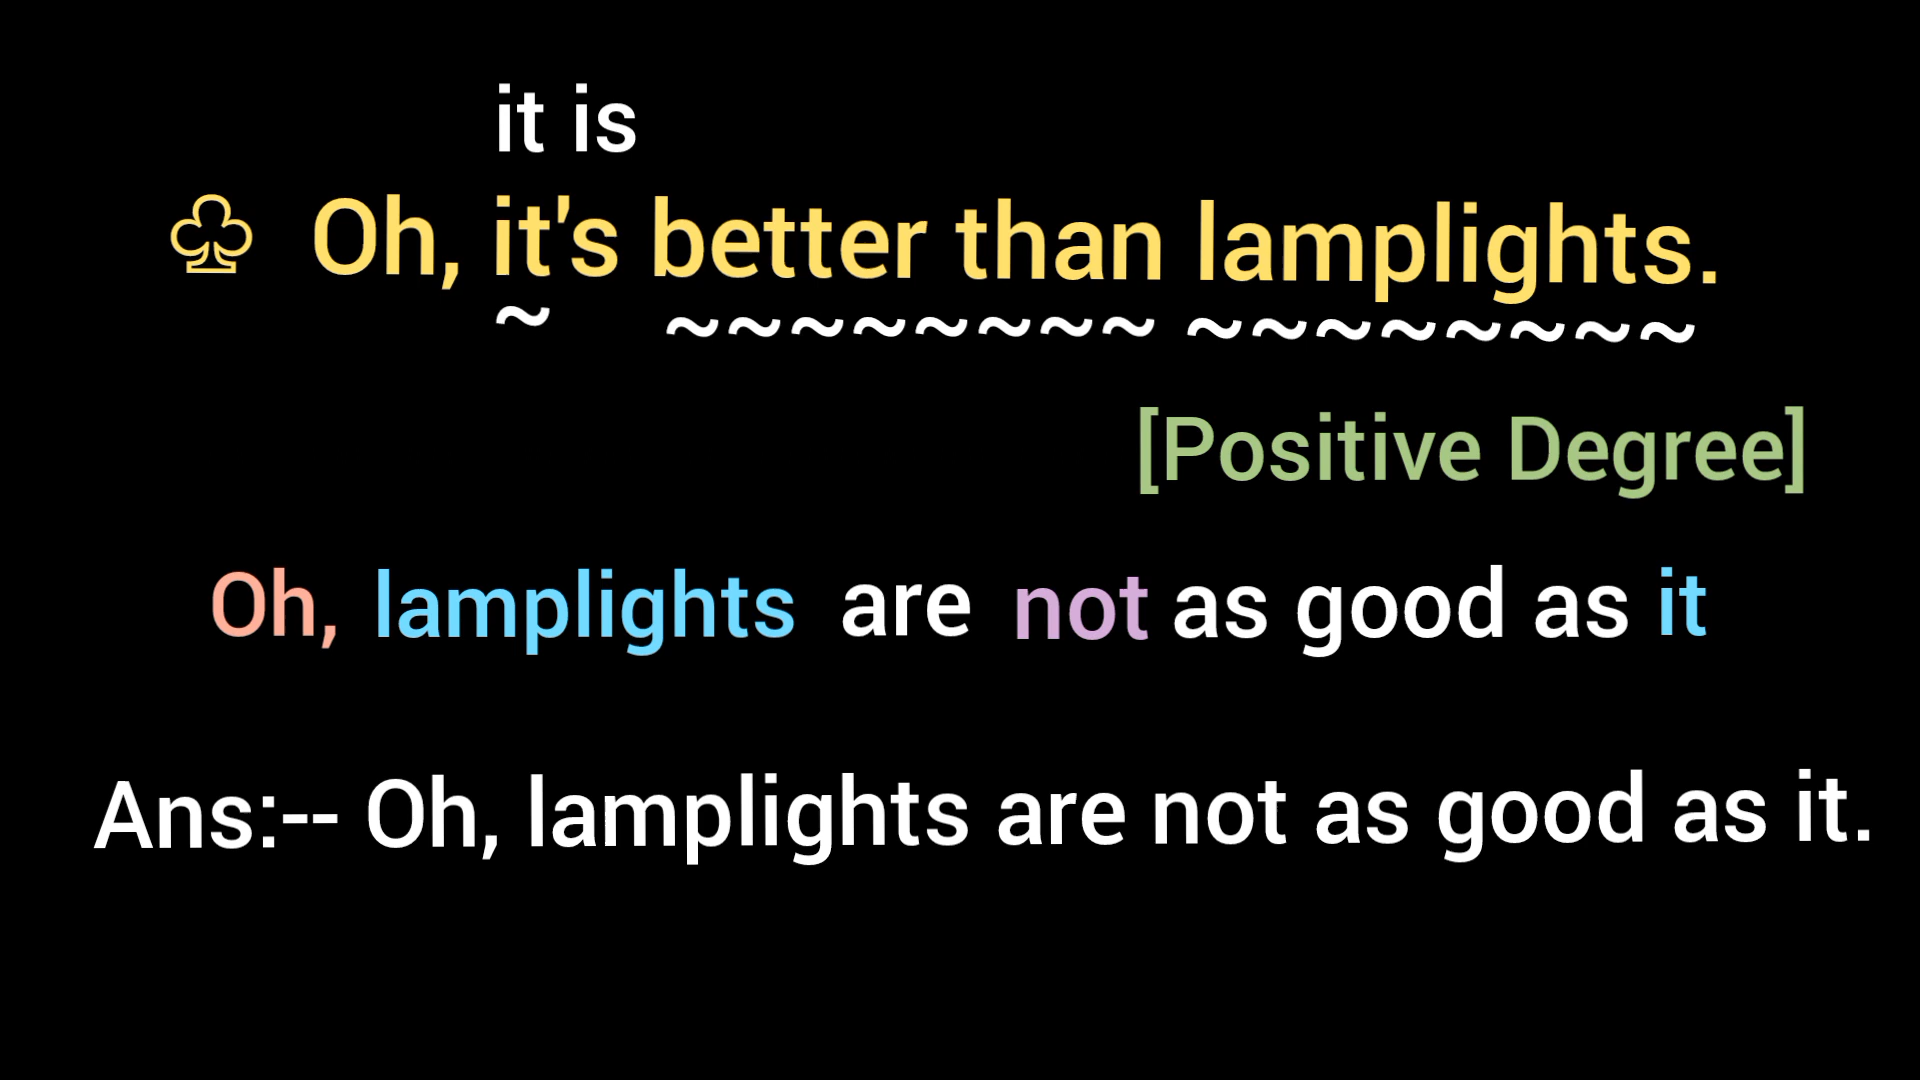 it is
♧ Oh, it's better than lamplights.
~ ~~~~~~~~ ~~~~~~~~
[Positive Degree]
Oh, lamplights are not as good as it
Ans:-- Oh, lamplights are not as good as it.